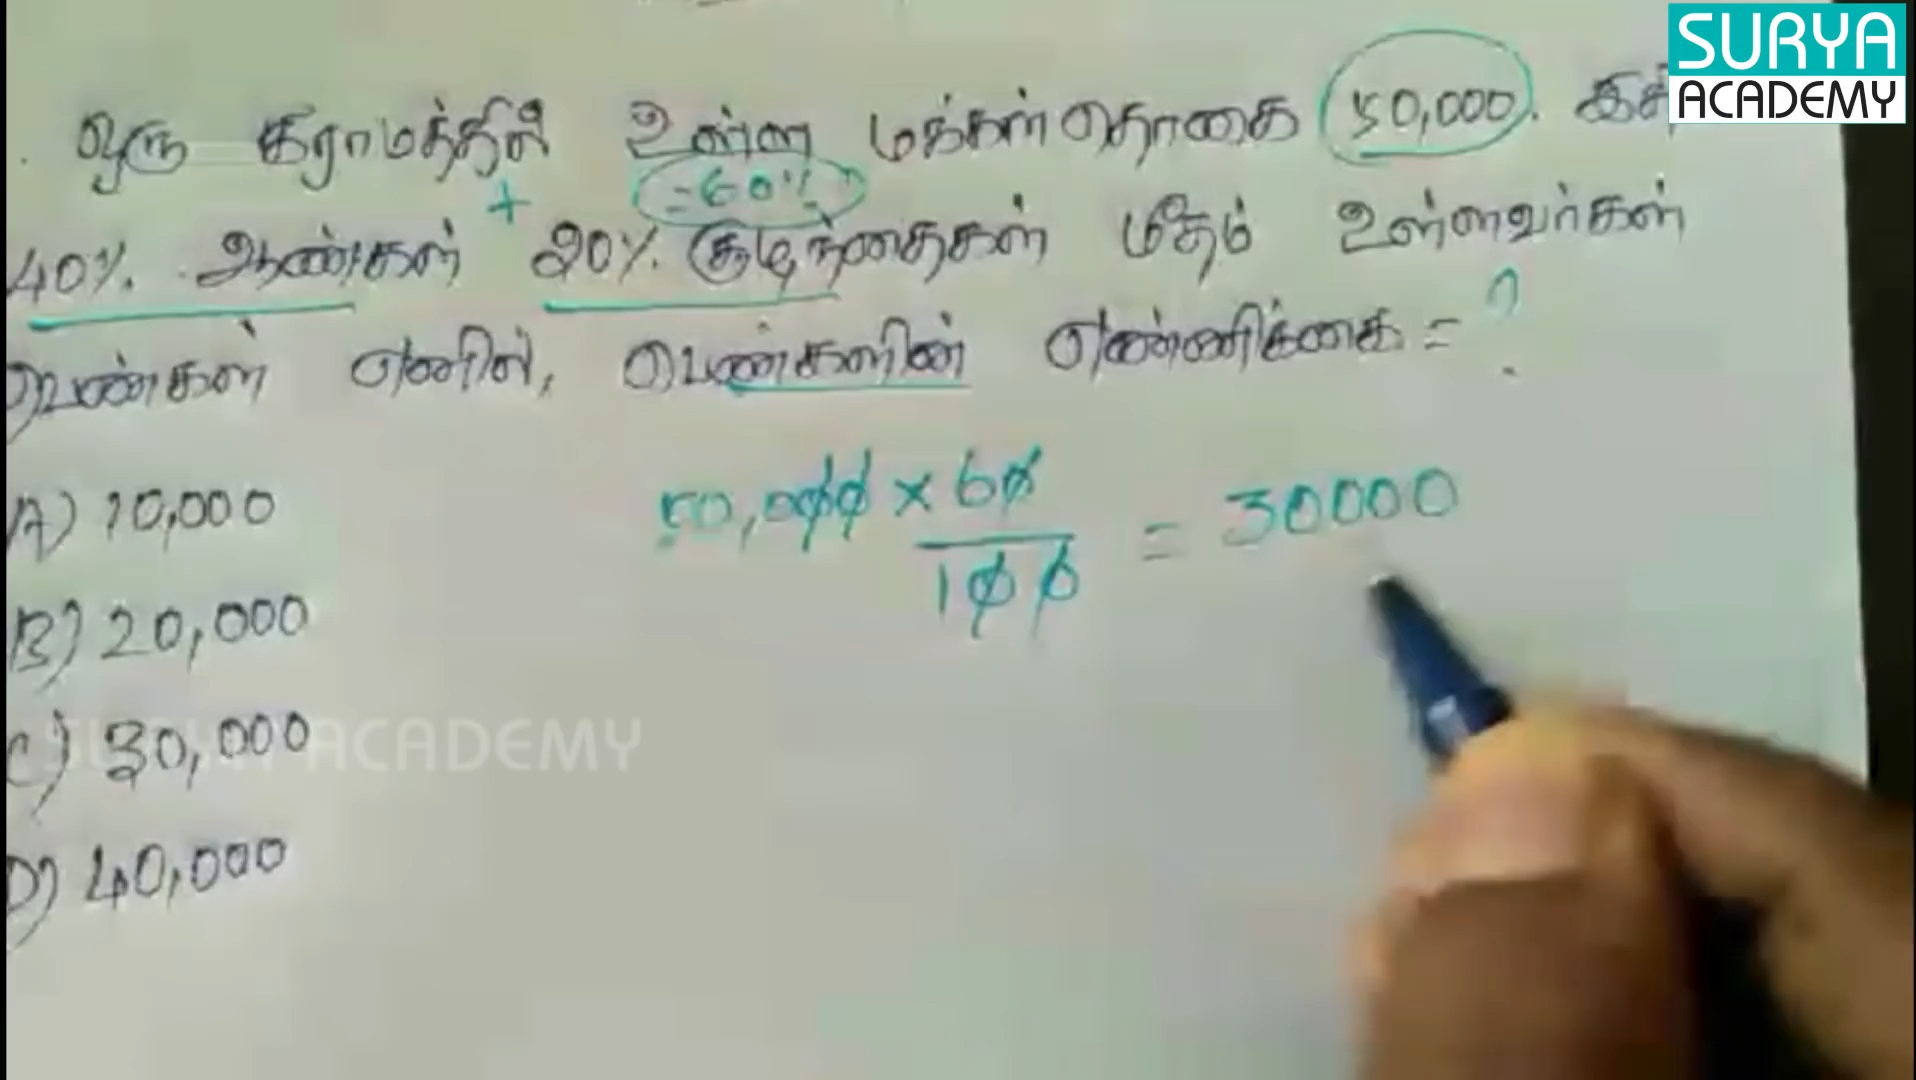 SURYA
ACADEMY
ஒரு கிராமத்தில் உள்ள மக்கள்தொகை 50,000. இதில்
+ = 60%
40% ஆண்கள் 20% குழந்தைகள் மீதம் உள்ளவர்கள்
பெண்கள் எனில், பெண்களின் எண்ணிக்கை = ?
50,000 × 60 / 100 = 30000
A) 10,000
B) 20,000
C) 30,000
D) 40,000
SURYA ACADEMY